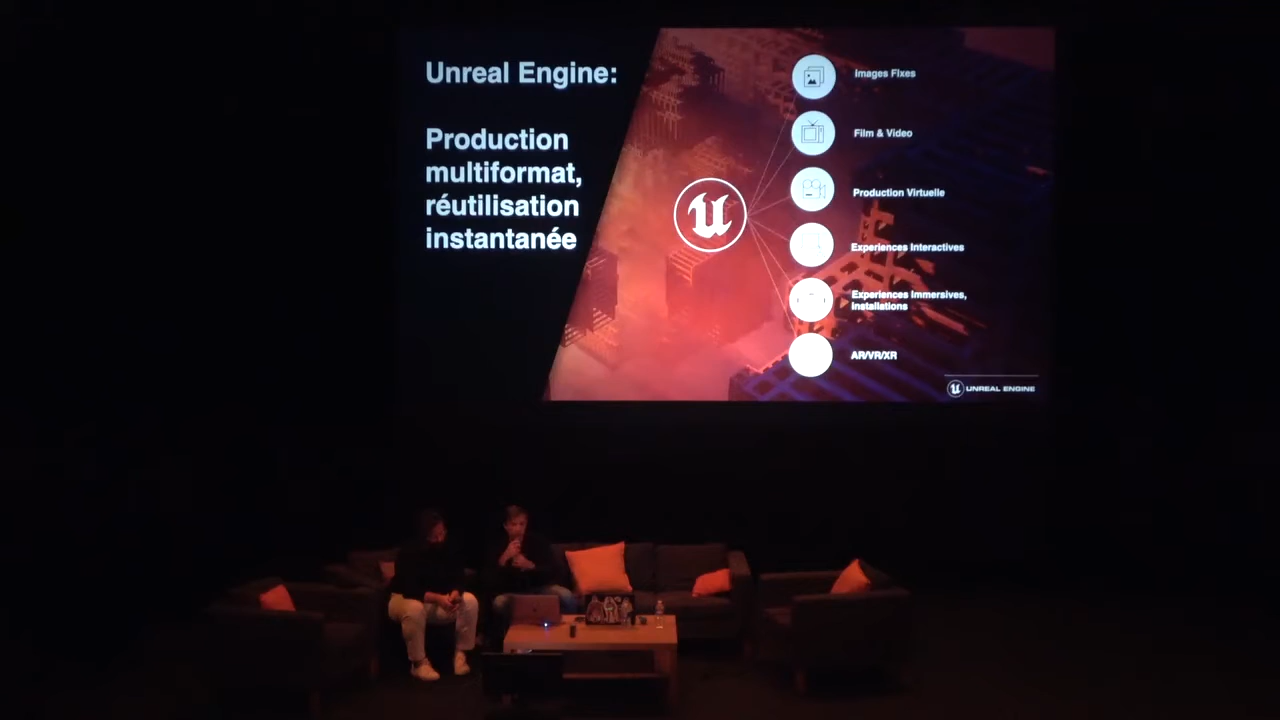 Unreal Engine:
Production
multiformat,
réutilisation
instantanée
Images FIxes
Film & Video
Production Virtuelle
Experiences Interactives
Experiences Immersives,
Installations
AR/VR/XR
UNREAL ENGINE